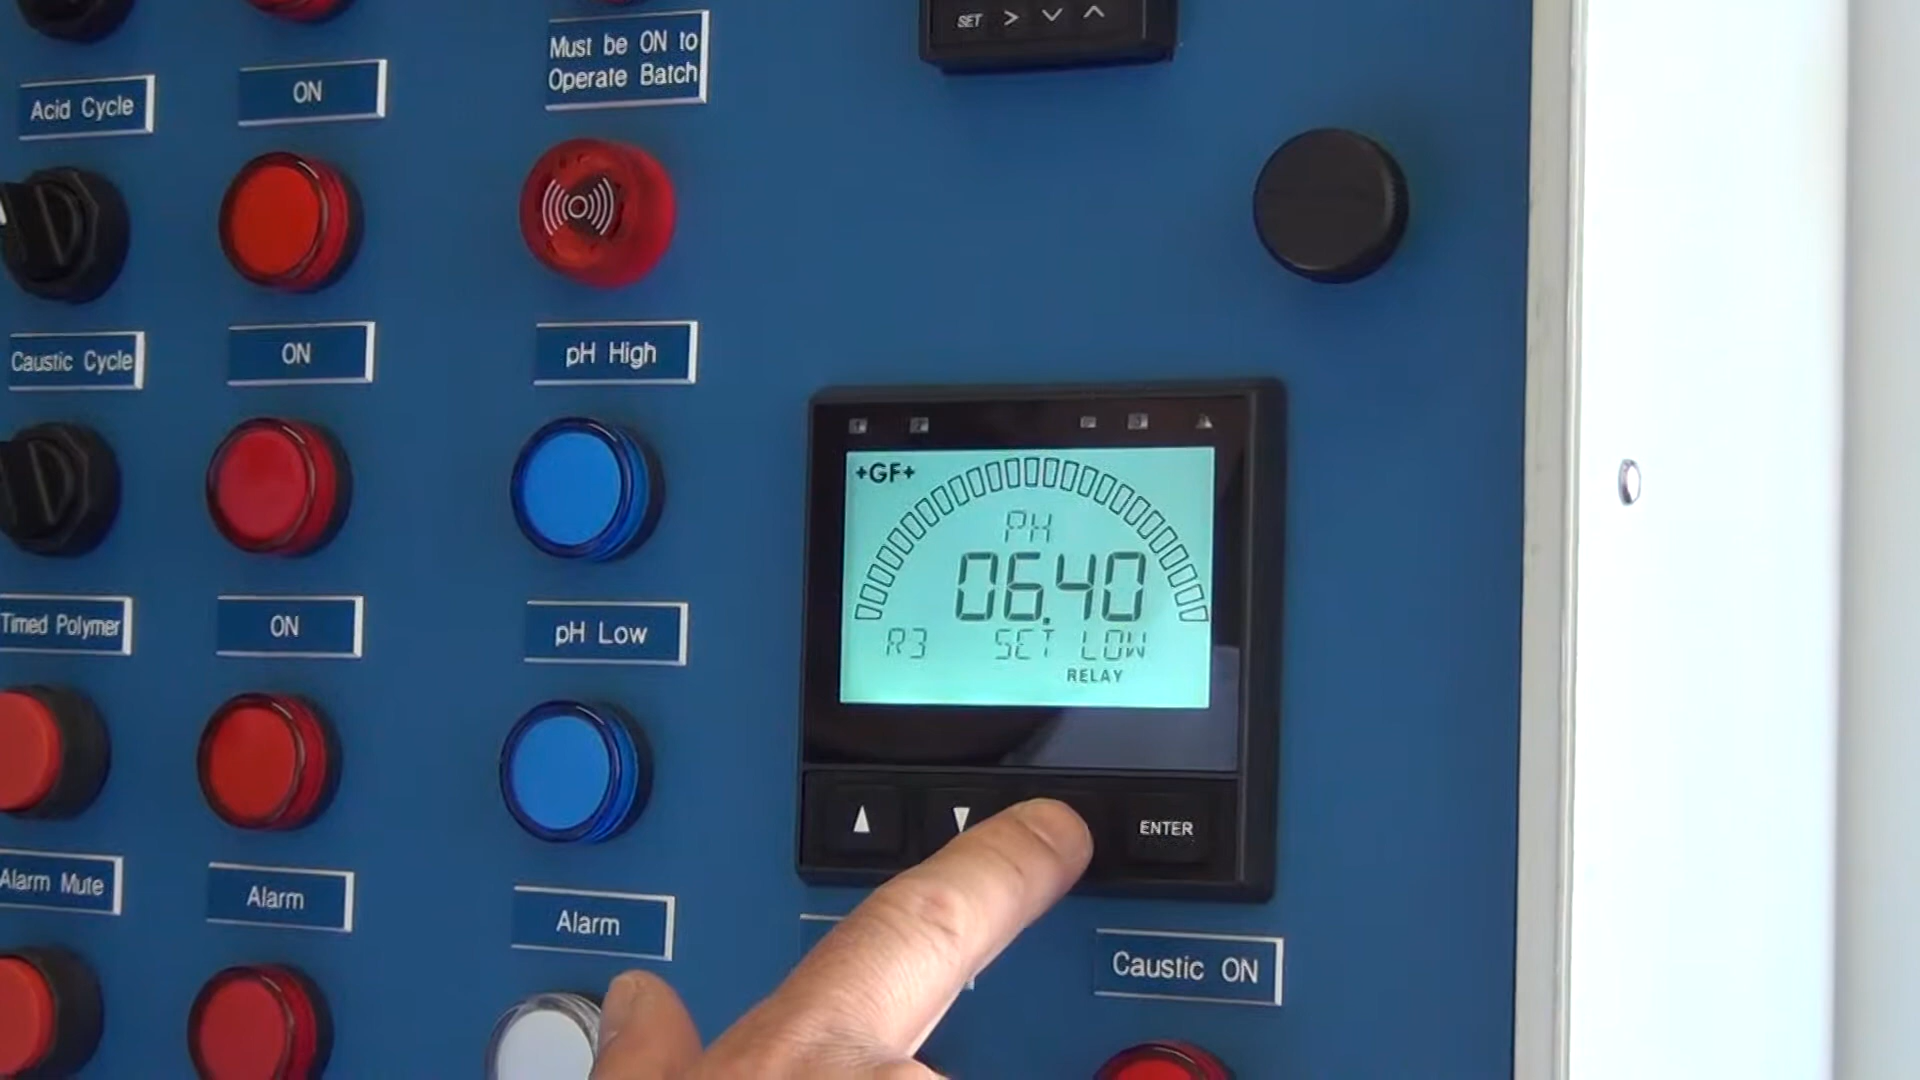 SET > ∨ ∧
Must be ON to
Operate Batch
Acid Cycle
ON
Caustic Cycle
ON
pH High
+GF+
PH
06.40
R3 SET LOW
RELAY
Timed Polymer
ON
pH Low
▲ ▼ ENTER
Alarm Mute
Alarm
Alarm
Caustic ON